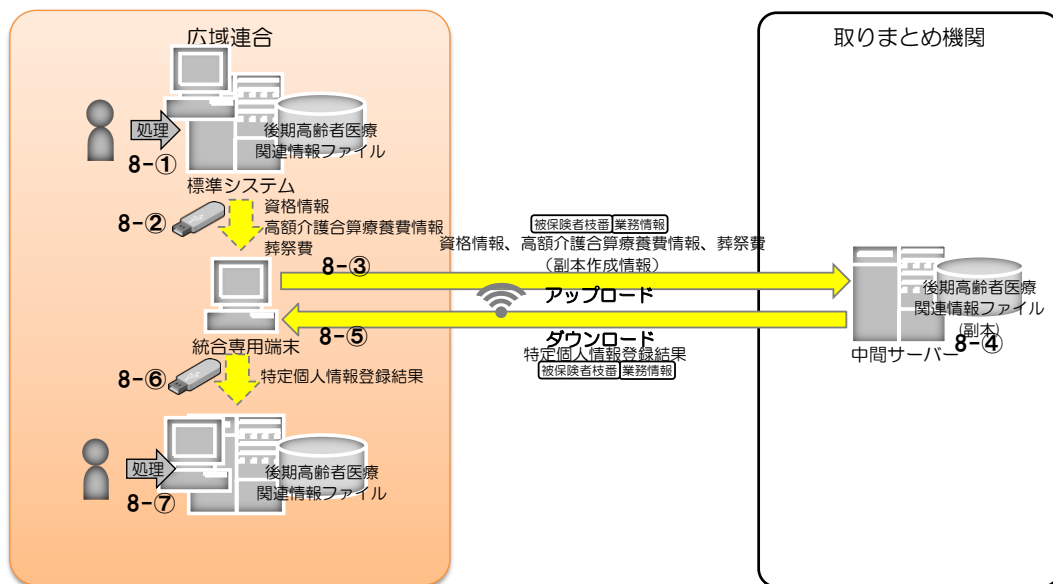 広域連合
取りまとめ機関
処理
後期高齢者医療
関連情報ファイル
8-①
標準システム
8-②
資格情報
高額介護合算療養費情報
葬祭費
被保険者枝番 業務情報
資格情報、高額介護合算療養費情報、葬祭費
(副本作成情報)
8-③
アップロード
後期高齢者医療
関連情報ファイル
(副本)
8-④
中間サーバー
8-⑤
ダウンロード
特定個人情報登録結果
被保険者枝番 業務情報
統合専用端末
8-⑥
特定個人情報登録結果
処理
後期高齢者医療
関連情報ファイル
8-⑦